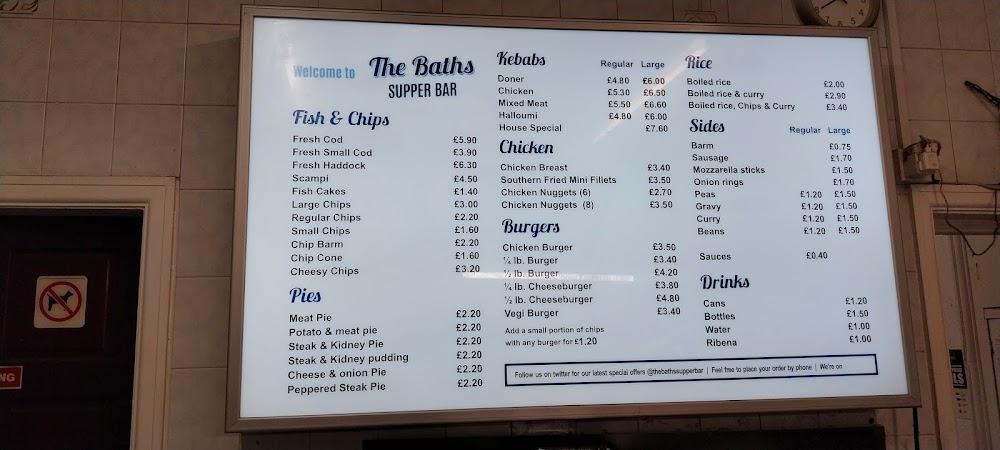 Welcome to The Baths
SUPPER BAR
Fish & Chips
Fresh Cod £5.90
Fresh Small Cod £3.90
Fresh Haddock £6.30
Scampi £4.50
Fish Cakes £1.40
Large Chips £3.00
Regular Chips £2.20
Small Chips £1.60
Chip Barm £2.20
Chip Cone £1.60
Cheesy Chips £3.20
Pies
Meat Pie £2.20
Potato & meat pie £2.20
Steak & Kidney Pie £2.20
Steak & Kidney pudding £2.20
Cheese & onion Pie £2.20
Peppered Steak Pie £2.20
Kebabs Regular Large
Doner £4.80 £6.00
Chicken £5.30 £6.50
Mixed Meat £5.50 £6.60
Halloumi £4.80 £6.00
House Special £7.60
Chicken
Chicken Breast £3.40
Southern Fried Mini Fillets £3.50
Chicken Nuggets (6) £2.70
Chicken Nuggets (8) £3.50
Burgers
Chicken Burger £3.50
¼ lb. Burger £3.40
½ lb. Burger £4.20
¼ lb. Cheeseburger £3.80
½ lb. Cheeseburger £4.80
Vegi Burger £3.40
Add a small portion of chips
with any burger for £1.20
Rice
Boiled rice £2.00
Boiled rice & curry £2.90
Boiled rice, Chips & Curry £3.40
Sides Regular Large
Barm £0.75
Sausage £1.70
Mozzarella sticks £1.50
Onion rings £1.70
Peas £1.20 £1.50
Gravy £1.20 £1.50
Curry £1.20 £1.50
Beans £1.20 £1.50
Sauces £0.40
Drinks
Cans £1.20
Bottles £1.50
Water £1.00
Ribena £1.00
Follow us on twitter for our latest special offers @thebathssupperbar | Feel free to place your order by phone | We're on
NG